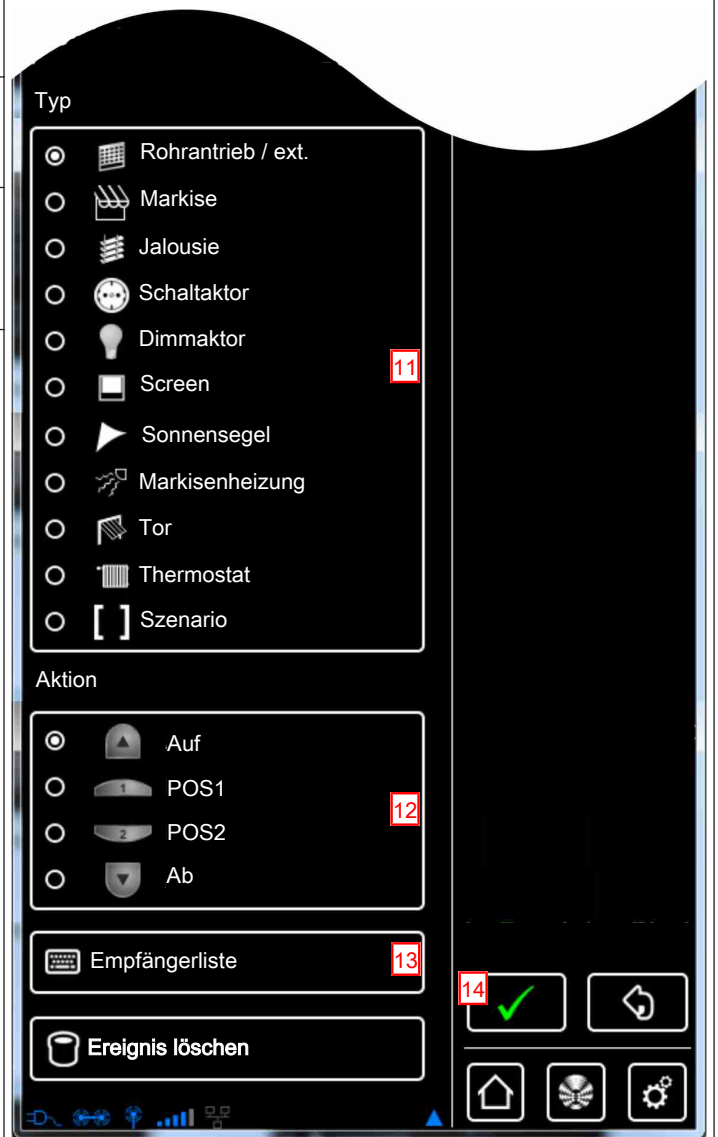 Typ
Rohrantrieb / ext.
Markise
Jalousie
Schaltaktor
Dimmaktor
11
Screen
Sonnensegel
Markisenheizung
Tor
Thermostat
[ ] Szenario
Aktion
Auf
1 POS1
12
2 POS2
Ab
Empfängerliste 13
14
Ereignis löschen